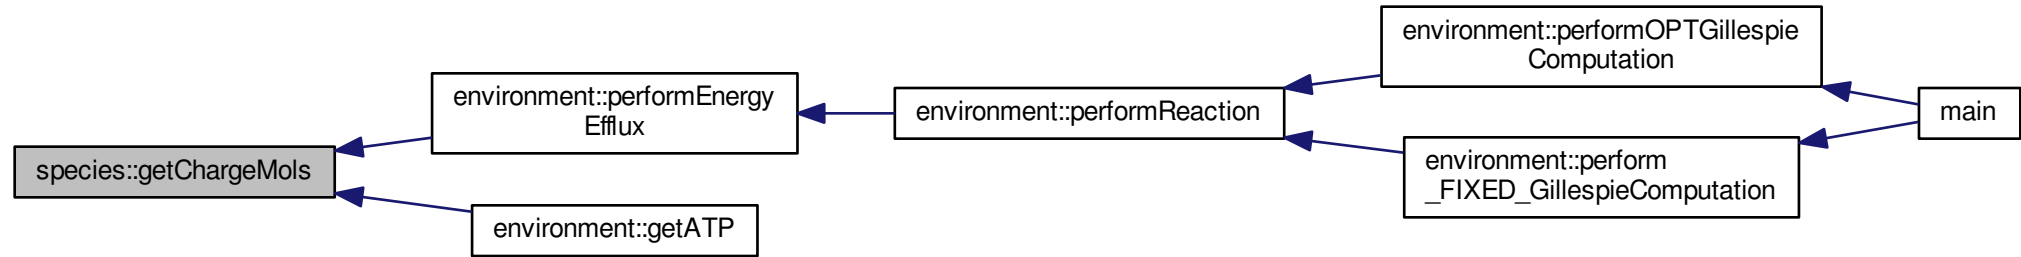 species::getChargeMols
environment::performEnergy
Efflux
environment::getATP
environment::performReaction
environment::performOPTGillespie
Computation
environment::perform
_FIXED_GillespieComputation
main